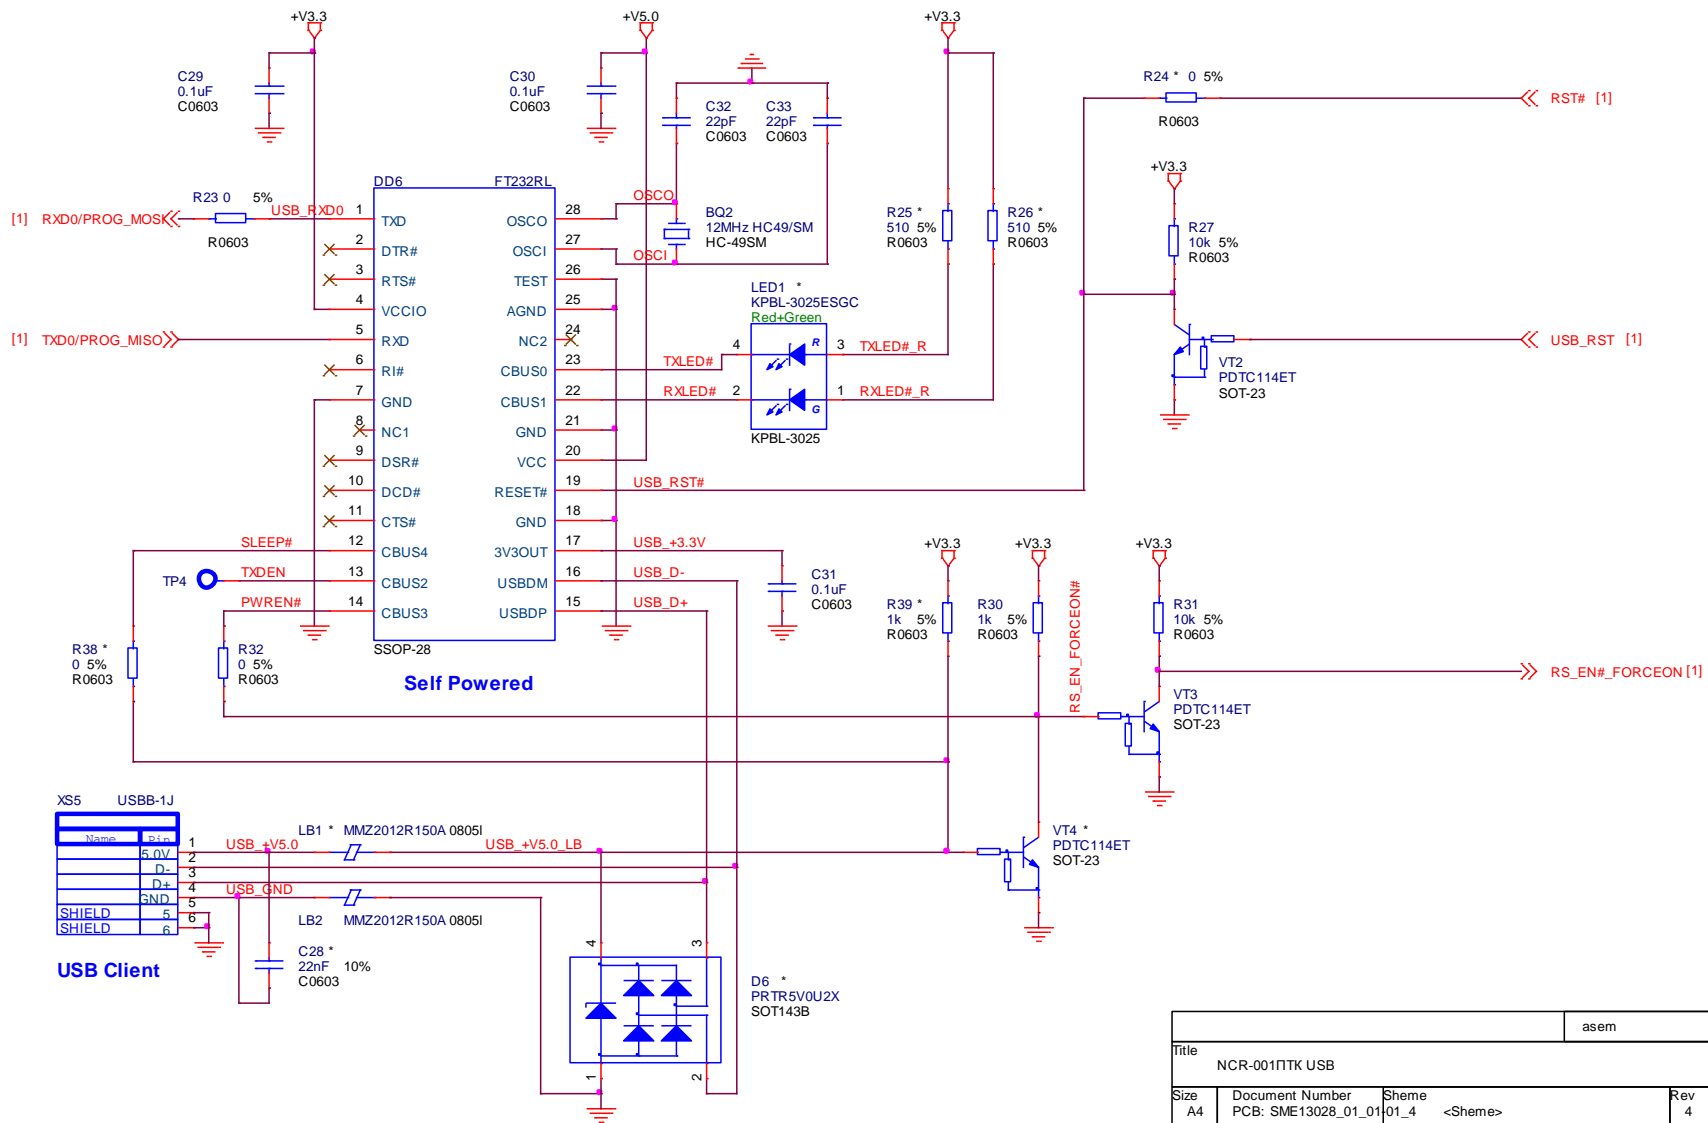 +V3.3
+V5.0
+V3.3
C29
0.1uF
C0603
C30
0.1uF
C0603
C32
22pF
C0603
C33
22pF
C0603
R24 * 0 5%
R0603
RST# [1]
+V3.3
DD6
FT232RL
[1] RXD0/PROG_MOSI
R23 0 5%
R0603
USB_RXD0
1 TXD
2 DTR#
3 RTS#
4 VCCIO
[1] TXD0/PROG_MISO
5 RXD
6 RI#
7 GND
8 NC1
9 DSR#
10 DCD#
11 CTS#
SLEEP# 12 CBUS4
TP4 TXDEN 13 CBUS2
PWREN# 14 CBUS3
OSCO 28 OSCO
OSCI 27 OSCI
TEST 26
AGND 25
NC2 24
CBUS0 23 TXLED#
CBUS1 22 RXLED#
GND 21
VCC 20
RESET# 19 USB_RST#
GND 18
3V3OUT 17 USB_+3.3V
USBDM 16 USB_D-
USBDP 15 USB_D+
SSOP-28
Self Powered
BQ2
12MHz HC49/SM
HC-49SM
LED1 *
KPBL-3025ESGC
Red+Green
4 R 3 TXLED#_R
2 G 1 RXLED#_R
KPBL-3025
R25 *
510 5%
R0603
R26 *
510 5%
R0603
R27
10k 5%
R0603
USB_RST [1]
VT2
PDTC114ET
SOT-23
C31
0.1uF
C0603
+V3.3
+V3.3
+V3.3
R39 *
1k 5%
R0603
R30
1k 5%
R0603
RS_EN_FORCEON#
R31
10k 5%
R0603
RS_EN#_FORCEON [1]
VT3
PDTC114ET
SOT-23
R38 *
0 5%
R0603
R32
0 5%
R0603
XS5 USBB-1J
Name Pin
5.0V 1
D- 2
D+ 3
GND 4
SHIELD 5 5
SHIELD 6 6
USB Client
USB_+V5.0
LB1 * MMZ2012R150A 0805I
USB_+V5.0_LB
USB_GND
LB2 MMZ2012R150A 0805I
C28 *
22nF 10%
C0603
VT4 *
PDTC114ET
SOT-23
4 3
1 2
D6 *
PRTR5V0U2X
SOT143B
asem
Title
NCR-001ПТК USB
Size
A4
Document Number
PCB: SME13028_01_01-01_4
Sheme
<Sheme>
Rev
4